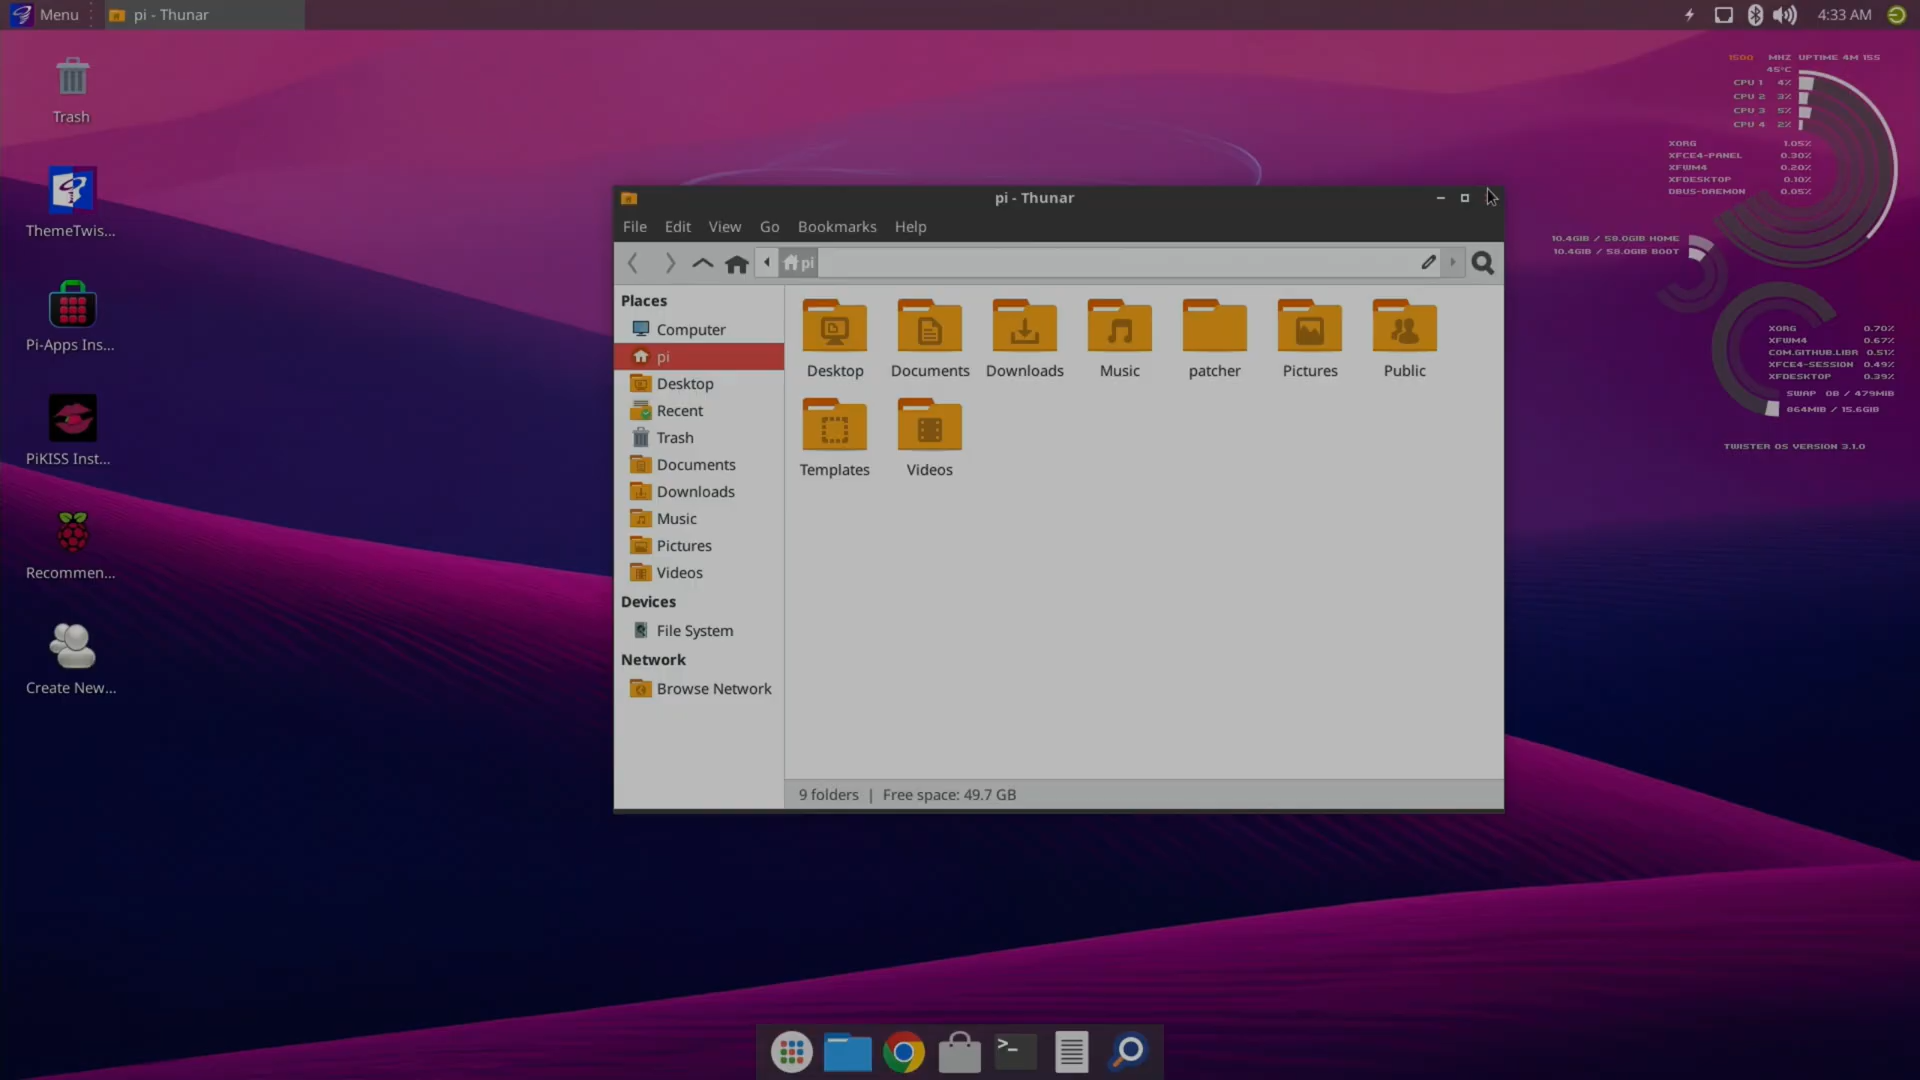 Menu
pi - Thunar
4:33 AM
Trash
ThemeTwis...
Pi-Apps Ins...
PiKISS Inst...
Recommen...
Create New...
pi - Thunar
File Edit View Go Bookmarks Help
pi
Places
Computer
pi
Desktop
Recent
Trash
Documents
Downloads
Music
Pictures
Videos
Devices
File System
Network
Browse Network
Desktop Documents Downloads Music patcher Pictures Public
Templates Videos
9 folders | Free space: 49.7 GB
1500 MHZ UPTIME 4M 15S
45°C
CPU 1 4%
CPU 2 3%
CPU 3 5%
CPU 4 2%
XORG 1.05%
XFCE4-PANEL 0.30%
XFWM4 0.20%
XFDESKTOP 0.10%
DBUS-DAEMON 0.05%
10.4GIB / 58.0GIB HOME
10.4GIB / 58.0GIB BOOT
XORG 0.70%
XFWM4 0.67%
COM.GITHUB.LIBR 0.51%
XFCE4-SESSION 0.49%
XFDESKTOP 0.39%
SWAP 0B / 479MIB
864MIB / 15.6GIB
TWISTER OS VERSION 3.1.0